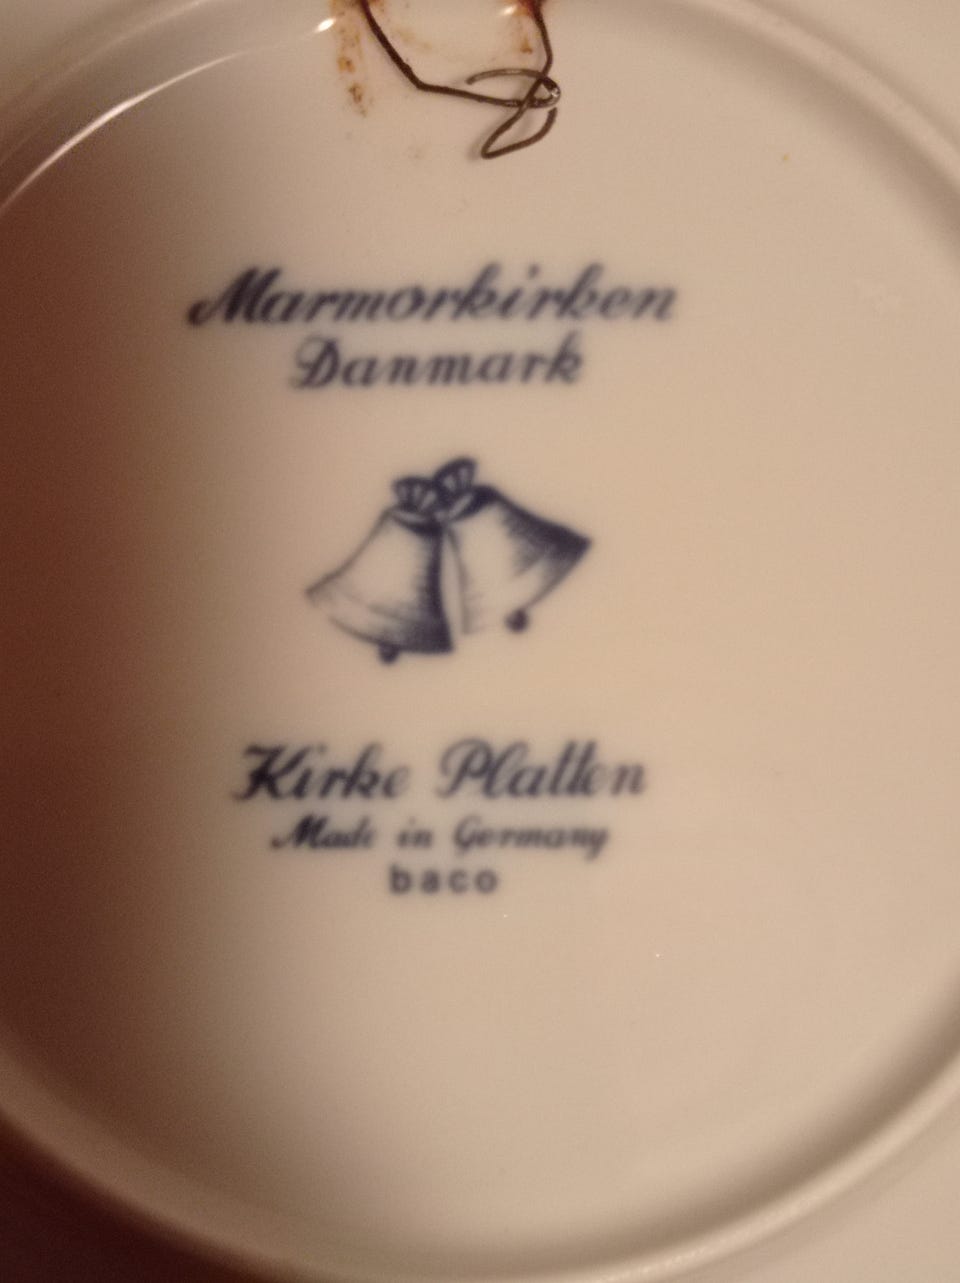 Marmorkirken
Danmark
Kirke Platten
Made in Germany
baco